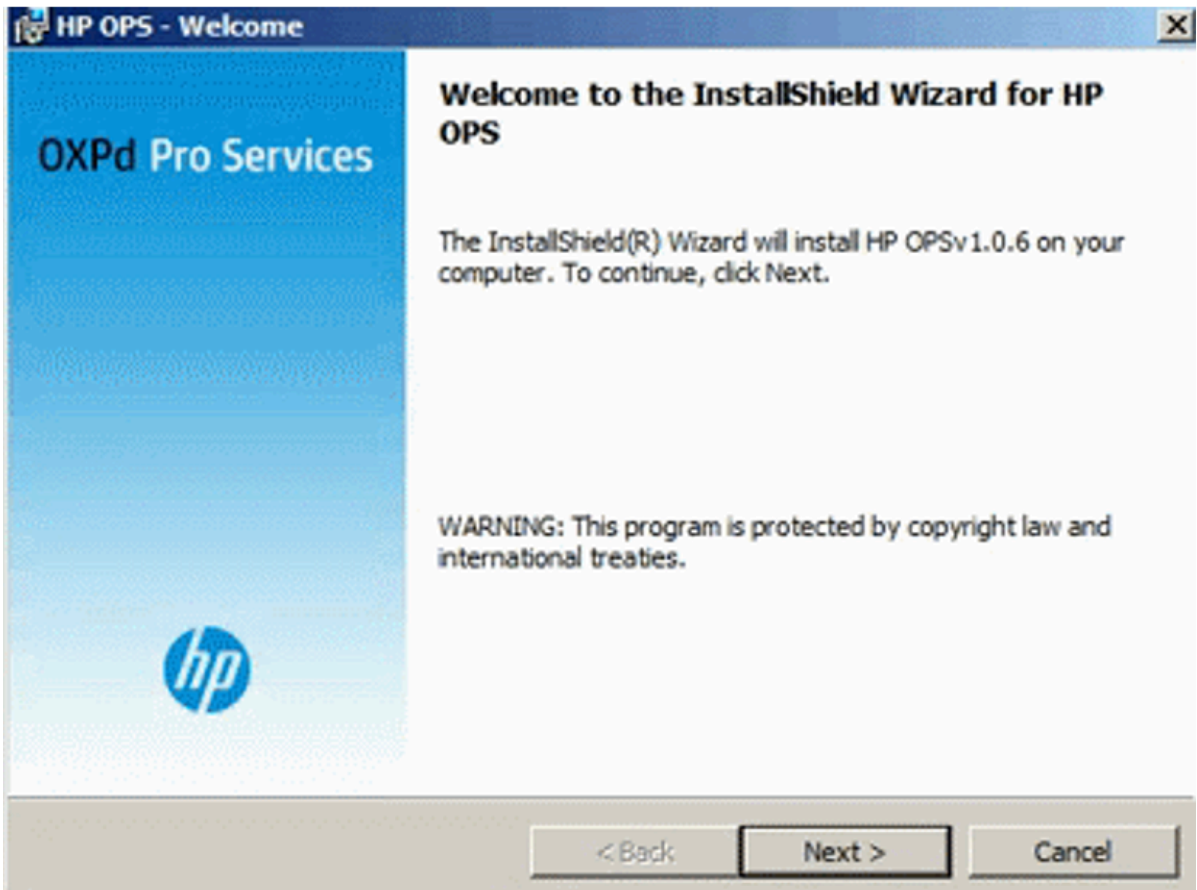 HP OPS - Welcome
OXPd Pro Services
Welcome to the InstallShield Wizard for HP
OPS
The InstallShield(R) Wizard will install HP OPSv1.0.6 on your
computer. To continue, click Next.
WARNING: This program is protected by copyright law and
international treaties.
hp
< Back
Next >
Cancel